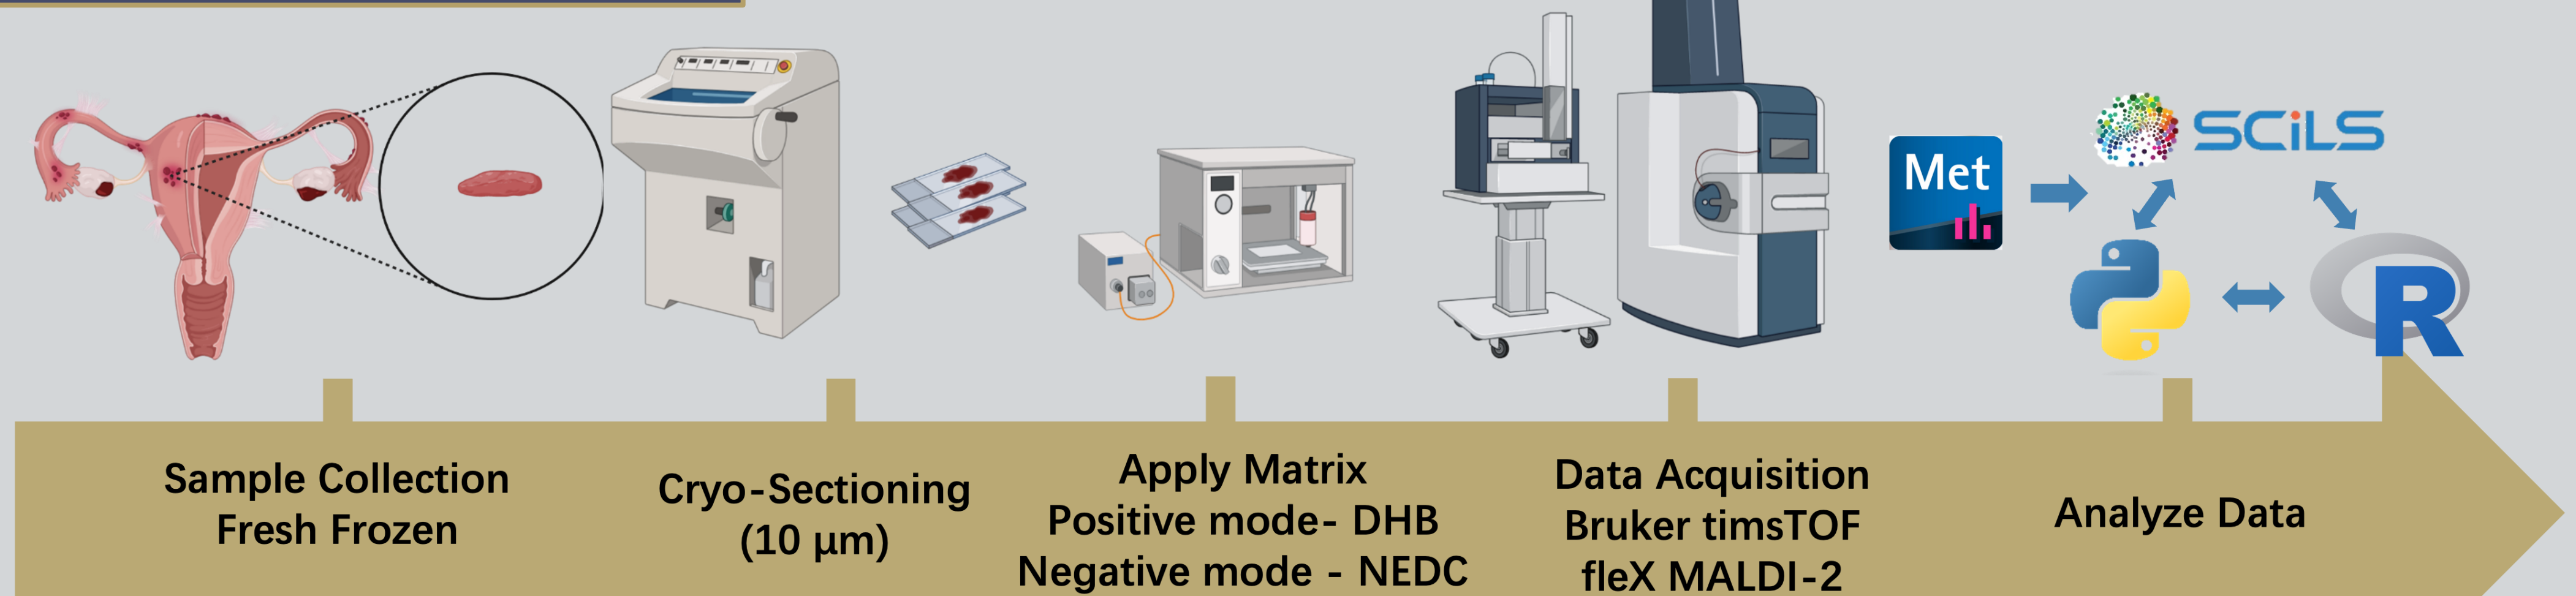 Met
SCiLS
R
Sample Collection
Fresh Frozen
Cryo-Sectioning
(10 µm)
Apply Matrix
Positive mode- DHB
Negative mode - NEDC
Data Acquisition
Bruker timsTOF
fleX MALDI-2
Analyze Data